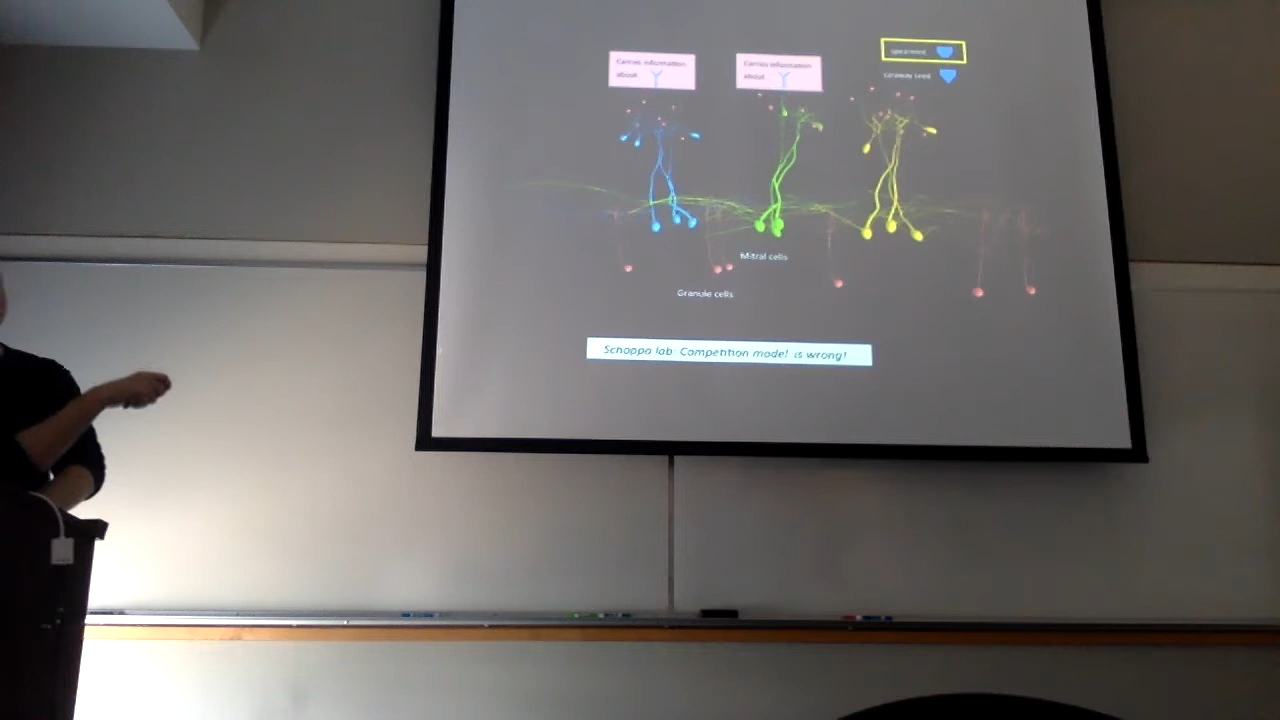 spearmint
Carries information
about
Carries information
about
caraway seed
Mitral cells
Granule cells
Schoppa lab: Competition model is wrong!